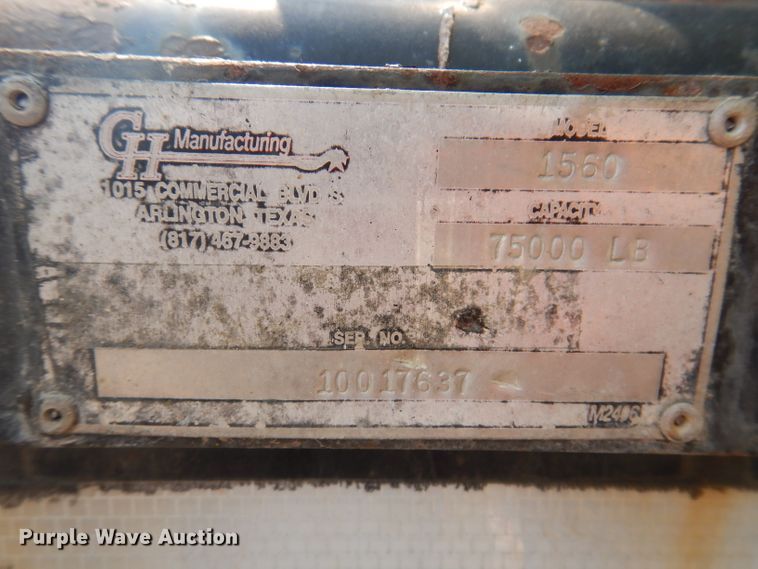 GH Manufacturing
1015 COMMERCIAL BLVD S
ARLINGTON, TEXAS
(817) 467-3883
MODEL
1560
CAPACITY
75000 LB
SER. NO.
10017637
M2406
Purple Wave Auction